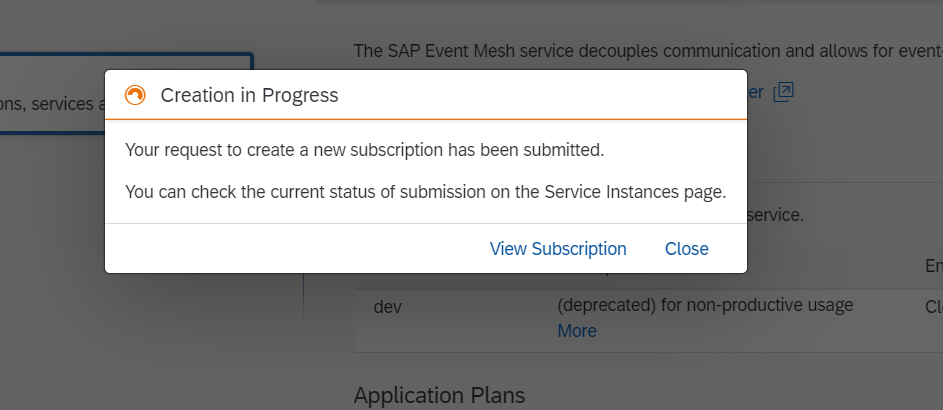 The SAP Event Mesh service decouples communication and allows for event-
Creation in Progress
ons, services a
er
Your request to create a new subscription has been submitted.
You can check the current status of submission on the Service Instances page.
service.
View Subscription Close
En
dev (deprecated) for non-productive usage Cl
More
Application Plans